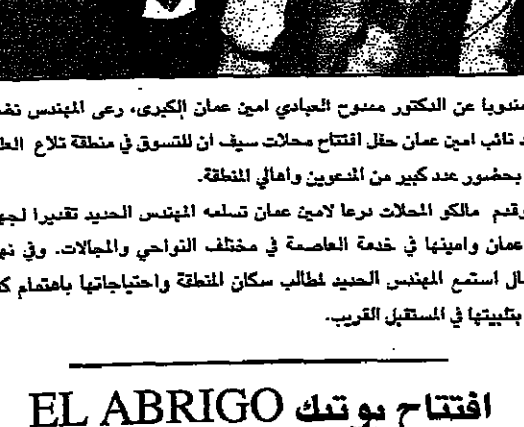 مندوبا عن الدكتور ممدوح العبادي امين عمان الكبرى، رعى المهندس
نائب امين عمان حفل افتتاح محلات سيف ان للتسوق في منطقة تلاع
بحضور عدد كبير من المدعوين واهالي المنطقة.
وقدم مالكو المحلات درعا لامين عمان تسلمه المهندس الحديد تقديرا
عمان وامينها في خدمة العاصمة في مختلف النواحي والمجالات. وفي
استمع المهندس الحديد لمطالب سكان المنطقة واحتياجاتها باهتمام
بتلبيتها في المستقبل القريب.
افتتاح بوتيك EL ABRIGO